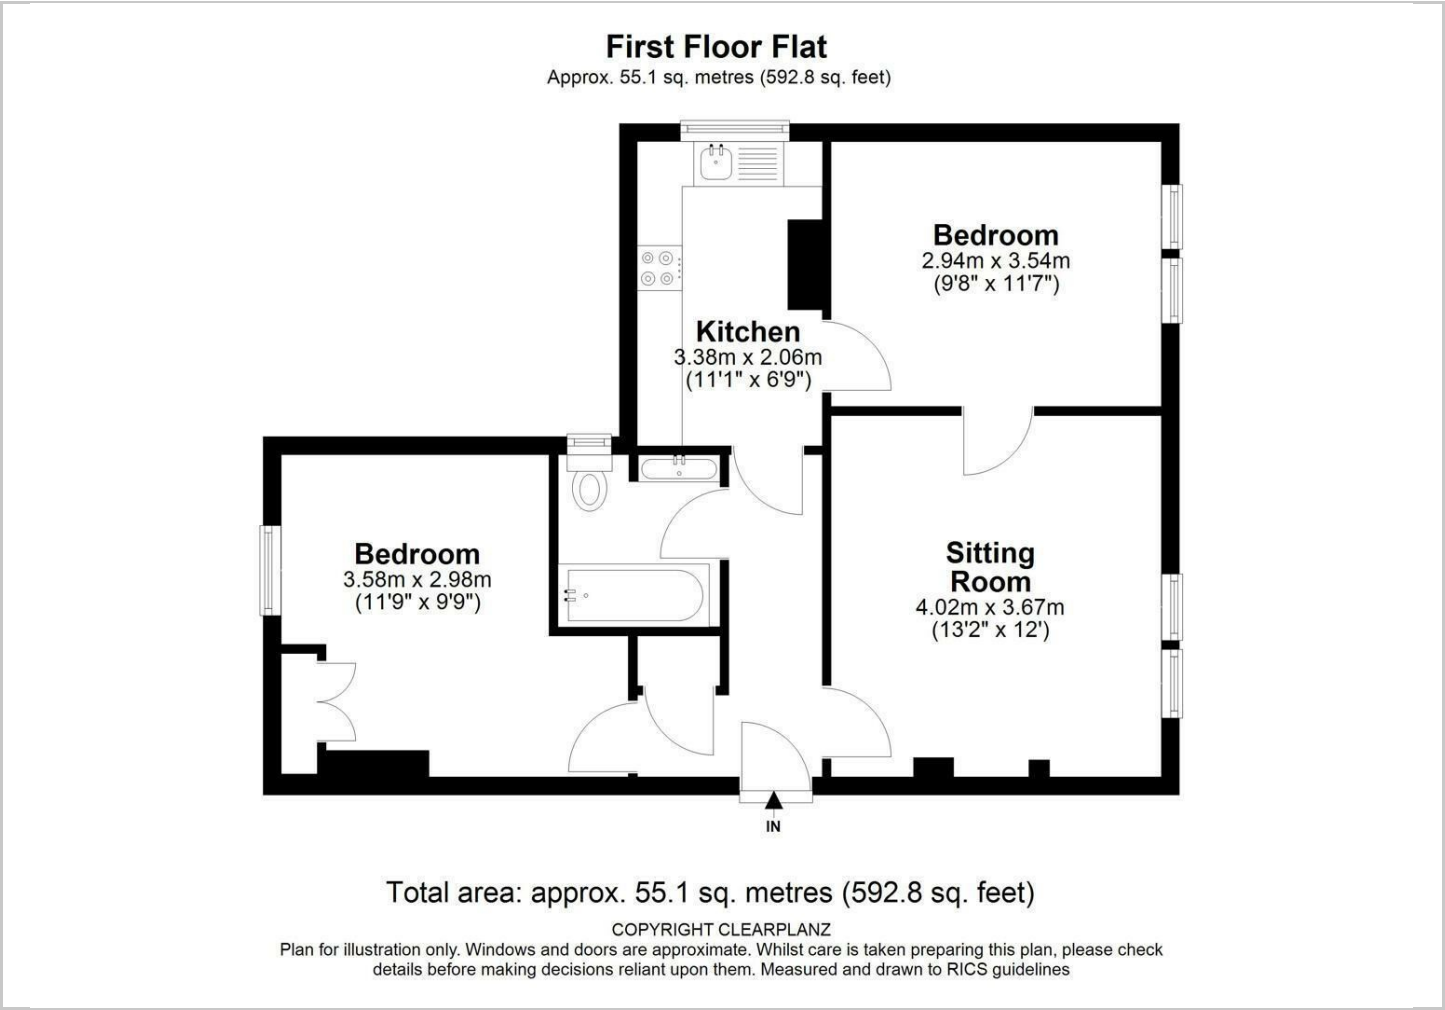 First Floor Flat
Approx. 55.1 sq. metres (592.8 sq. feet)
Bedroom
2.94m x 3.54m
(9'8" x 11'7")
Kitchen
3.38m x 2.06m
(11'1" x 6'9")
Bedroom
3.58m x 2.98m
(11'9" x 9'9")
Sitting
Room
4.02m x 3.67m
(13'2" x 12')
IN
Total area: approx. 55.1 sq. metres (592.8 sq. feet)
COPYRIGHT CLEARPLANZ
Plan for illustration only. Windows and doors are approximate. Whilst care is taken preparing this plan, please check
details before making decisions reliant upon them. Measured and drawn to RICS guidelines